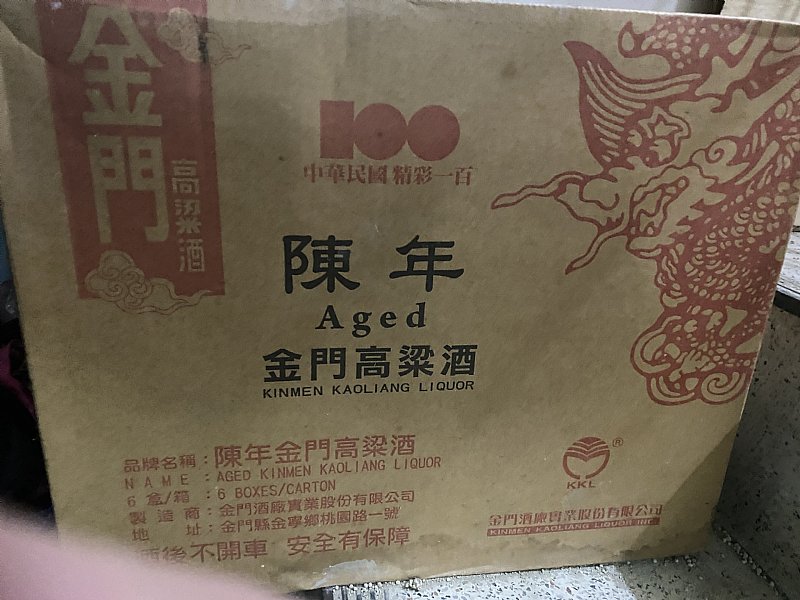 金門
高粱酒
100
中華民國 精彩一百
陳年
Aged
金門高粱酒
KINMEN KAOLIANG LIQUOR
品牌名稱：陳年金門高粱酒
NAME：AGED KINMEN KAOLIANG LIQUOR
6 盒/箱：6 BOXES/CARTON
製造商：金門酒廠實業股份有限公司
地址：金門縣金寧鄉桃園路一號
酒後不開車 安全有保障
®
KKL
金門酒廠實業股份有限公司
KINMEN KAOLIANG LIQUOR INC.